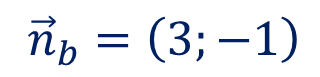 n⃗_b = (3; −1)